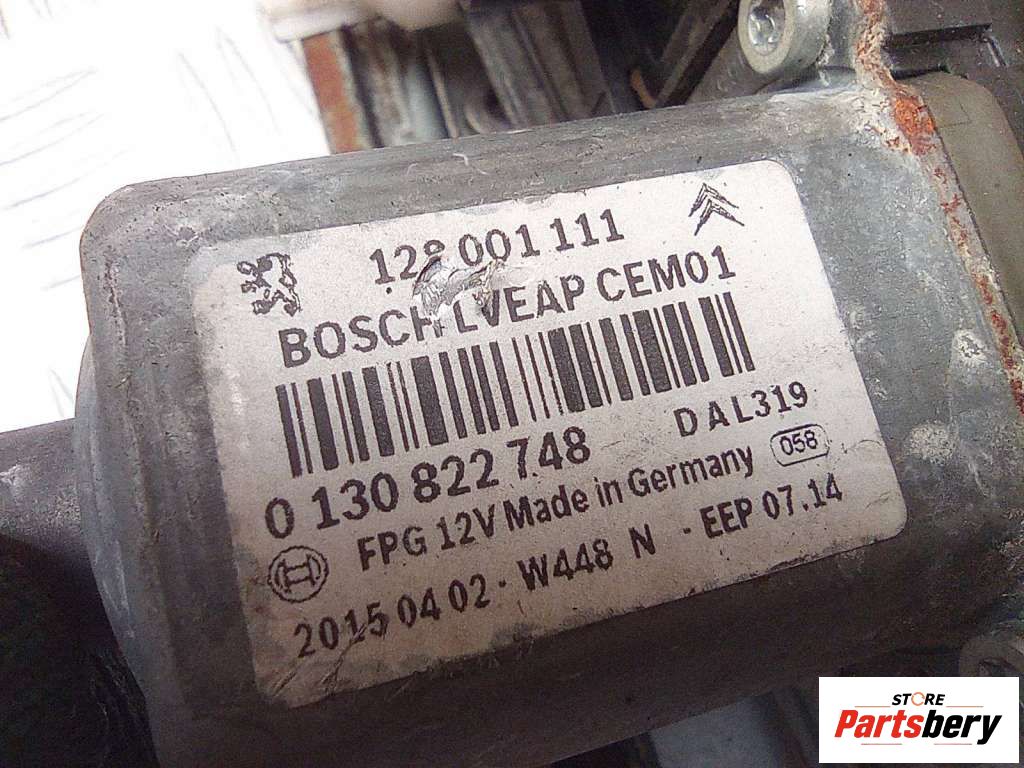 128 001 111
BOSCH LVEAP CEM01
DAL319
0 130 822 748
058
FPG 12V Made in Germany
2015 04 02 - W448 N - EEP 07.14
STORE
Partsbery